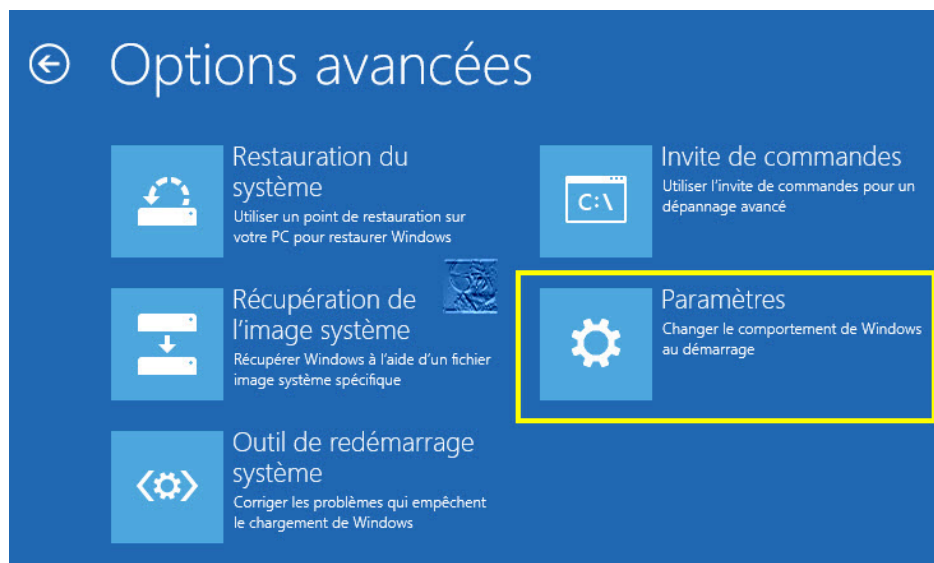 Options avancées
Restauration du
système
Utiliser un point de restauration sur
votre PC pour restaurer Windows
Récupération de
l'image système
Récupérer Windows à l'aide d'un fichier
image système spécifique
Outil de redémarrage
système
Corriger les problèmes qui empêchent
le chargement de Windows
C:\
Invite de commandes
Utiliser l'invite de commandes pour un
dépannage avancé
Paramètres
Changer le comportement de Windows
au démarrage